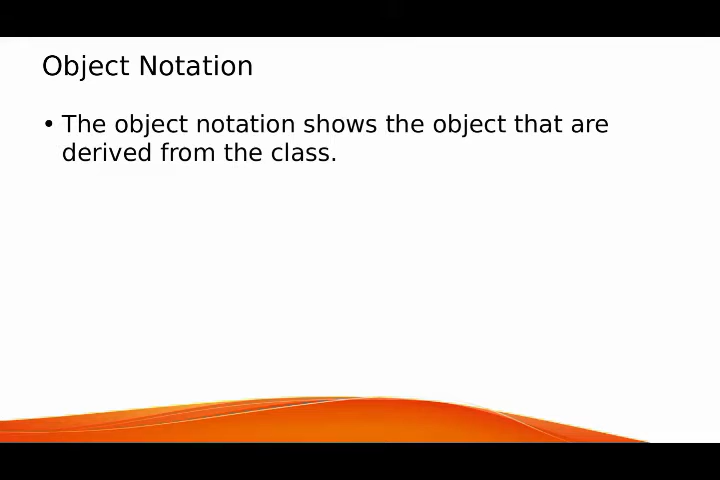 Object Notation
• The object notation shows the object that are
derived from the class.